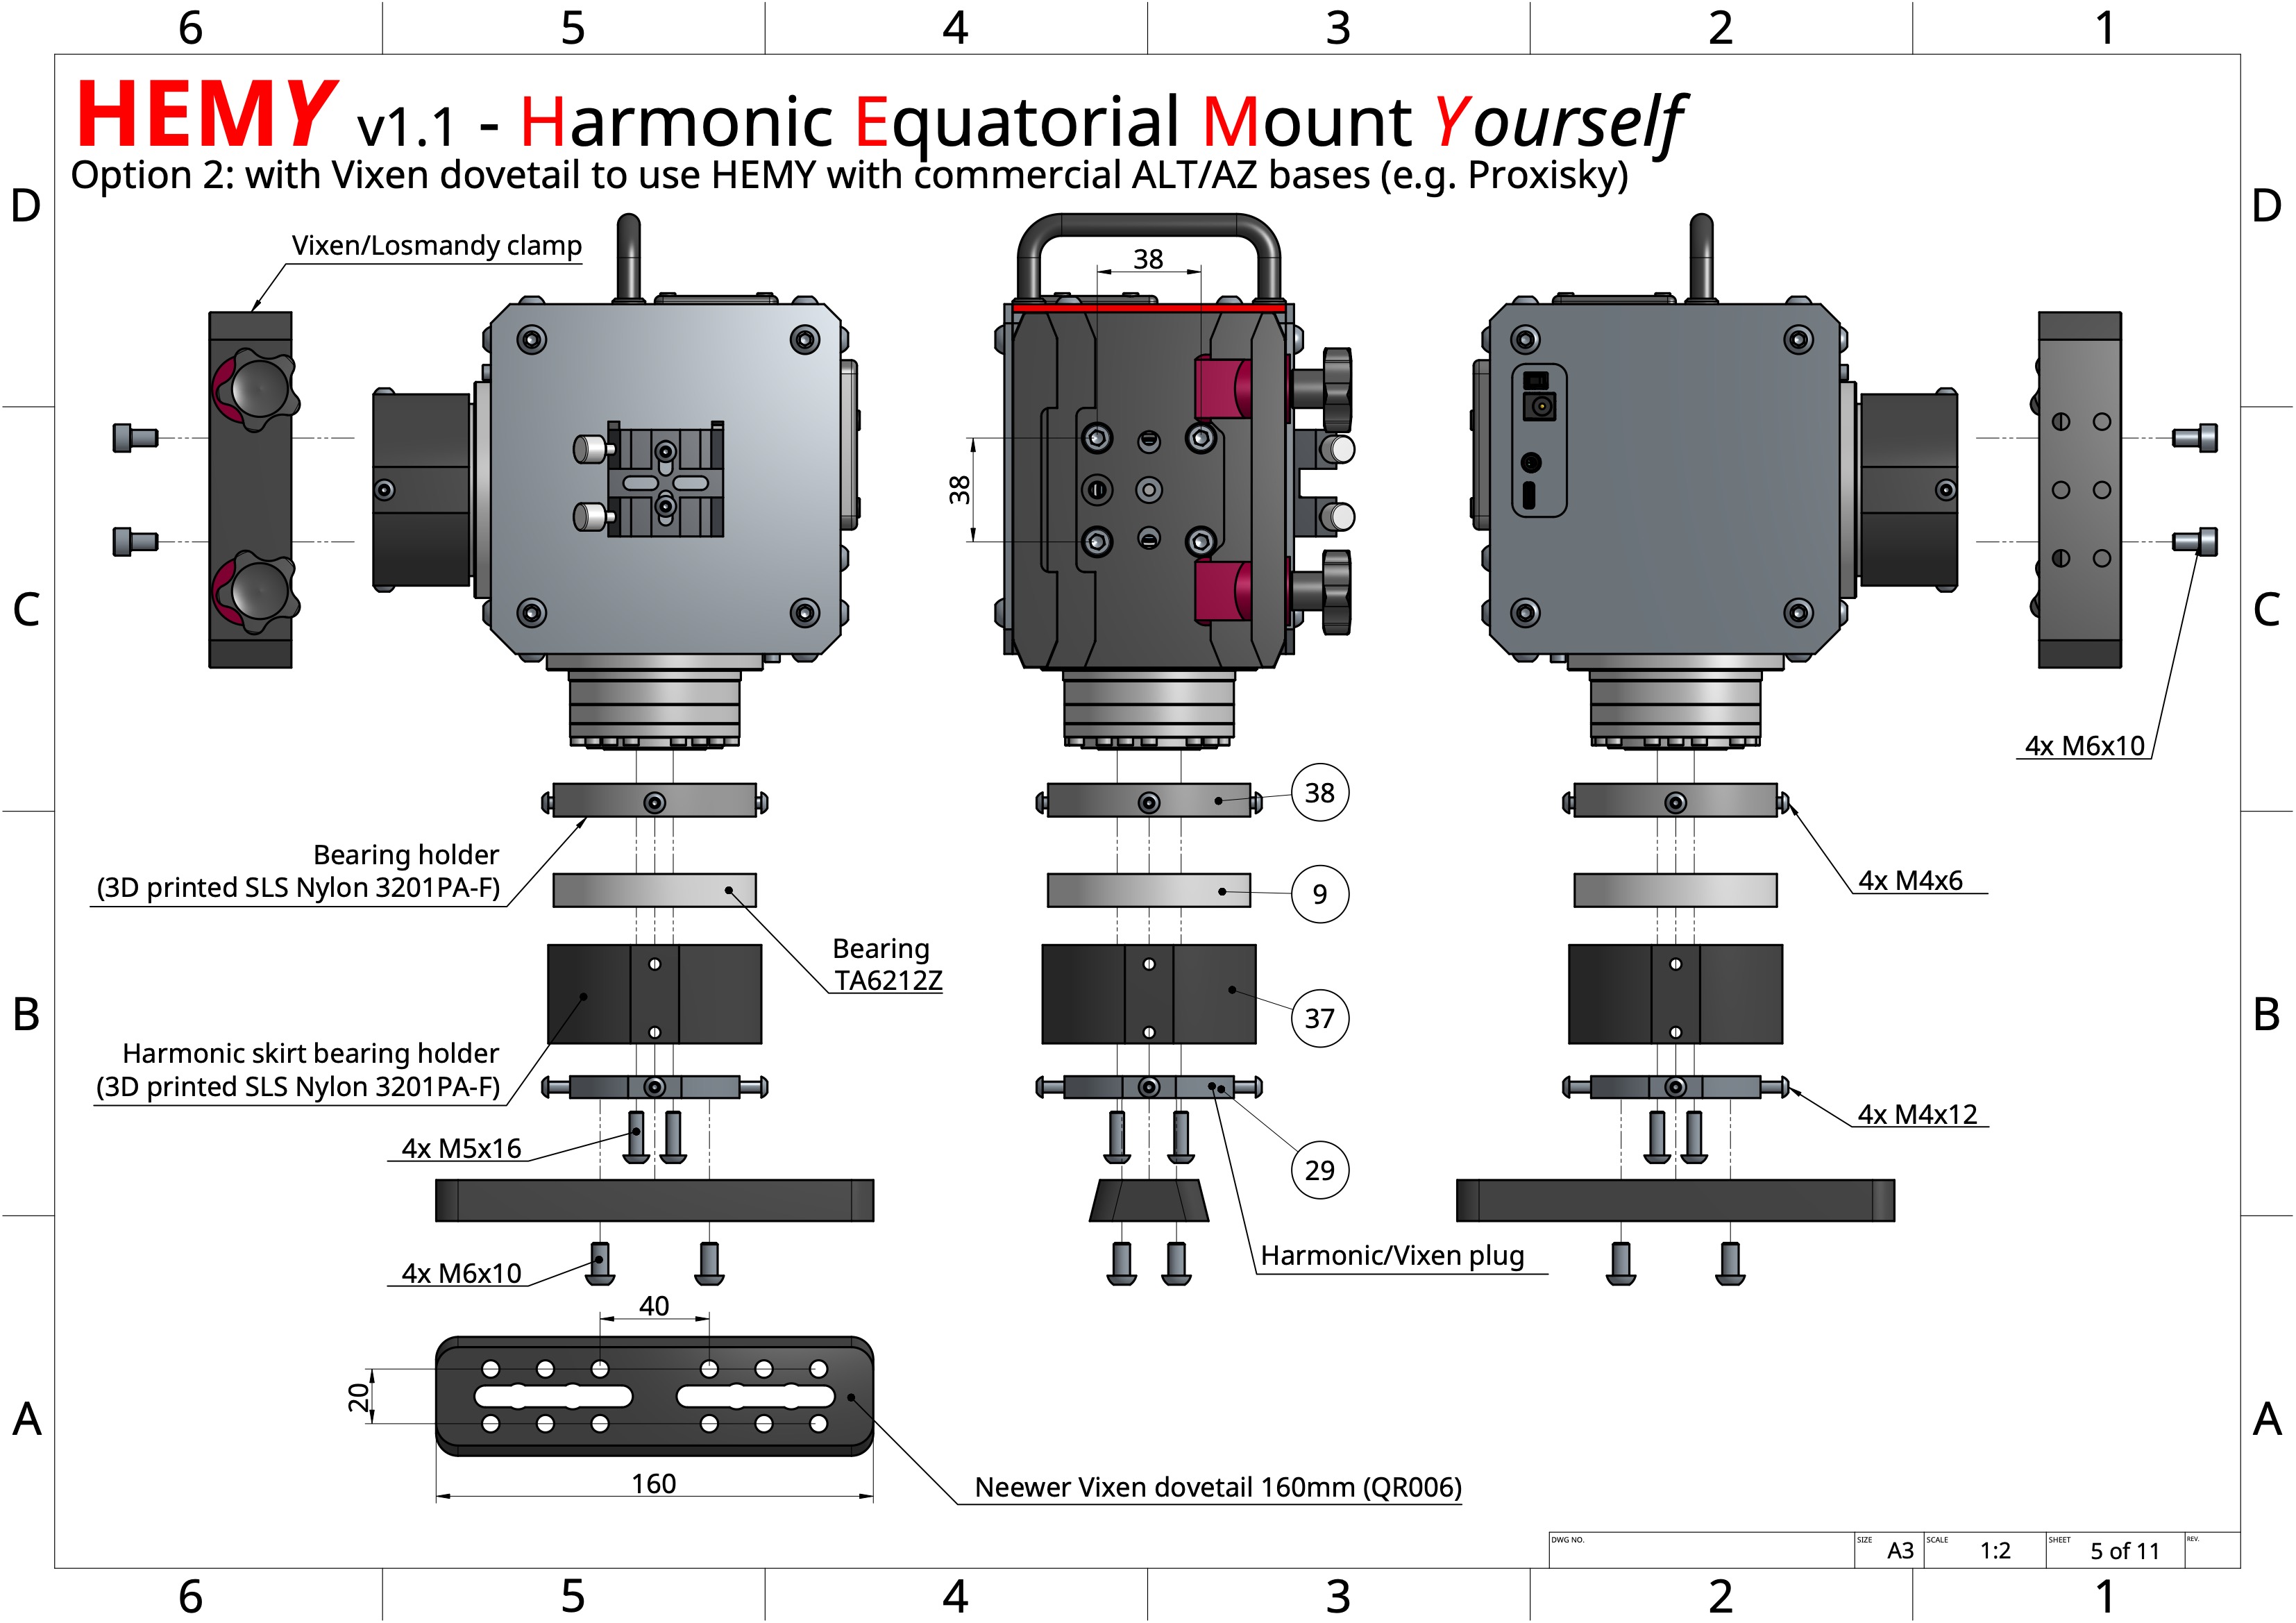 6 5 4 3 2 1
HEMY v1.1 - Harmonic Equatorial Mount Yourself
Option 2: with Vixen dovetail to use HEMY with commercial ALT/AZ bases (e.g. Proxisky)
D D
Vixen/Losmandy clamp
38
38
C C
4x M6x10
38
Bearing holder
(3D printed SLS Nylon 3201PA-F)
9
4x M4x6
Bearing
TA6212Z
B B
37
Harmonic skirt bearing holder
(3D printed SLS Nylon 3201PA-F)
4x M4x12
4x M5x16
29
Harmonic/Vixen plug
4x M6x10
40
20
A A
160
Neewer Vixen dovetail 160mm (QR006)
DWG NO. SIZE A3 SCALE 1:2 SHEET 5 of 11 REV.
6 5 4 3 2 1